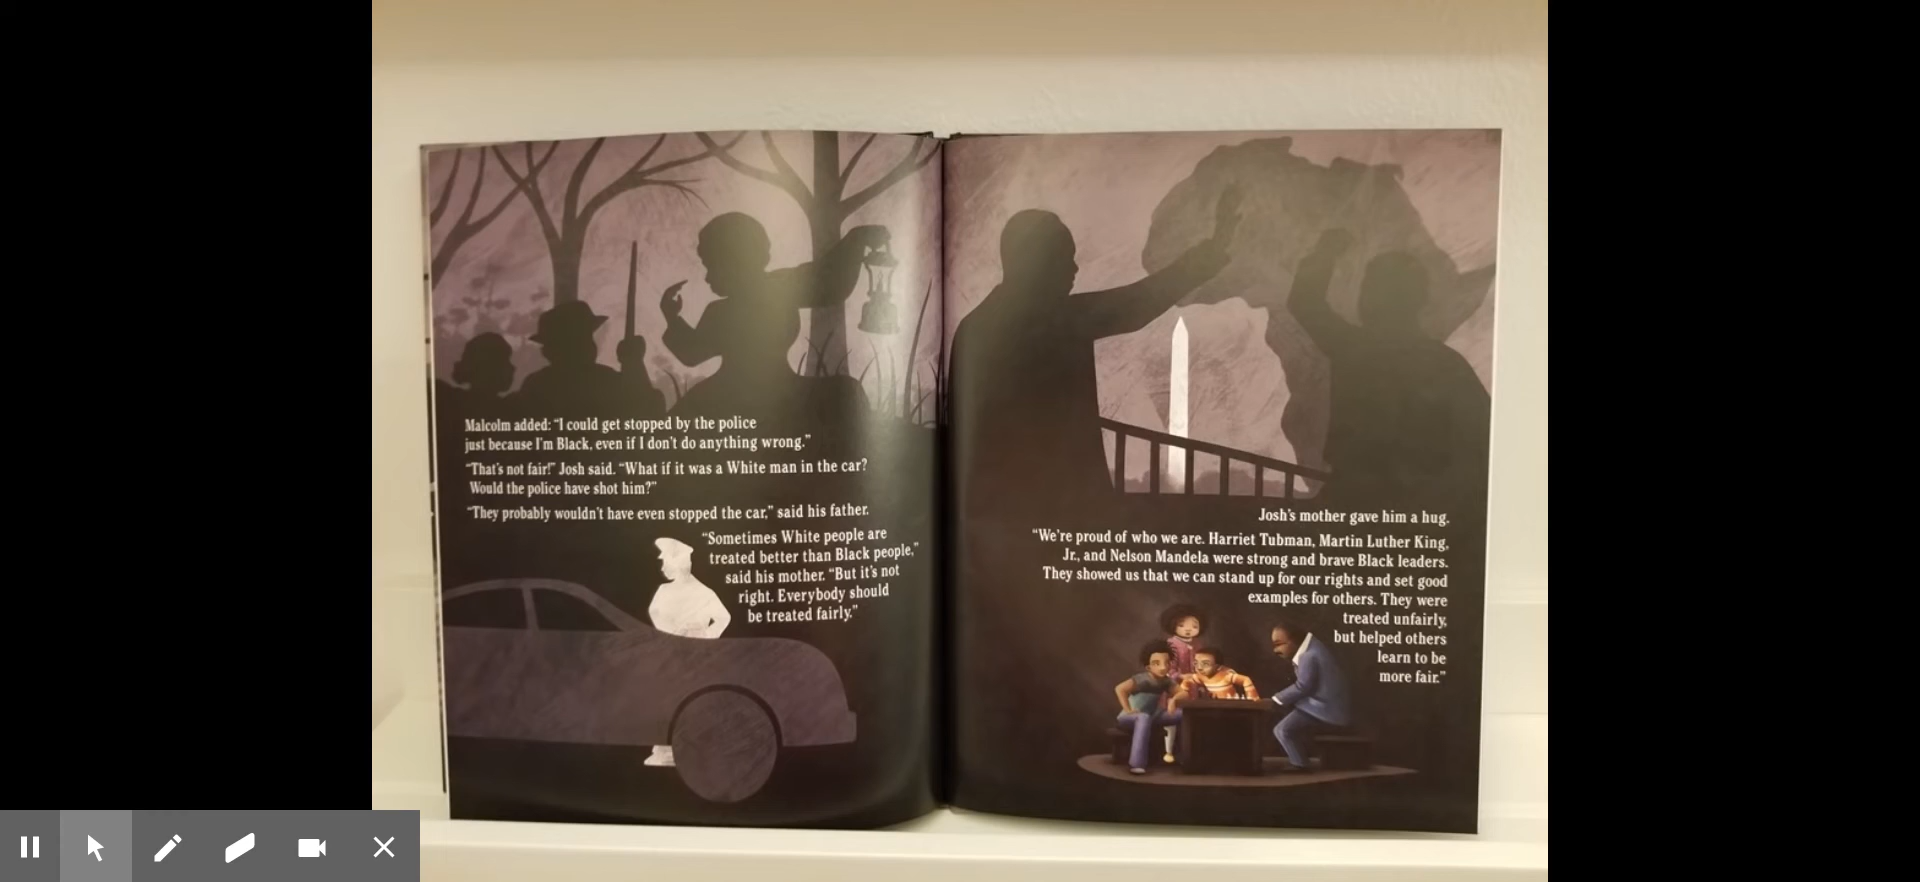 Malcolm added: “I could get stopped by the police
just because I'm Black, even if I don't do anything wrong.”
“That's not fair!” Josh said. “What if it was a White man in the car?
Would the police have shot him?”
“They probably wouldn't have even stopped the car,” said his father.
“Sometimes White people are
treated better than Black people,”
said his mother. “But it's not
right. Everybody should
be treated fairly.”
Josh's mother gave him a hug.
“We're proud of who we are. Harriet Tubman, Martin Luther King,
Jr., and Nelson Mandela were strong and brave Black leaders.
They showed us that we can stand up for our rights and set good
examples for others. They were
treated unfairly,
but helped others
learn to be
more fair.”